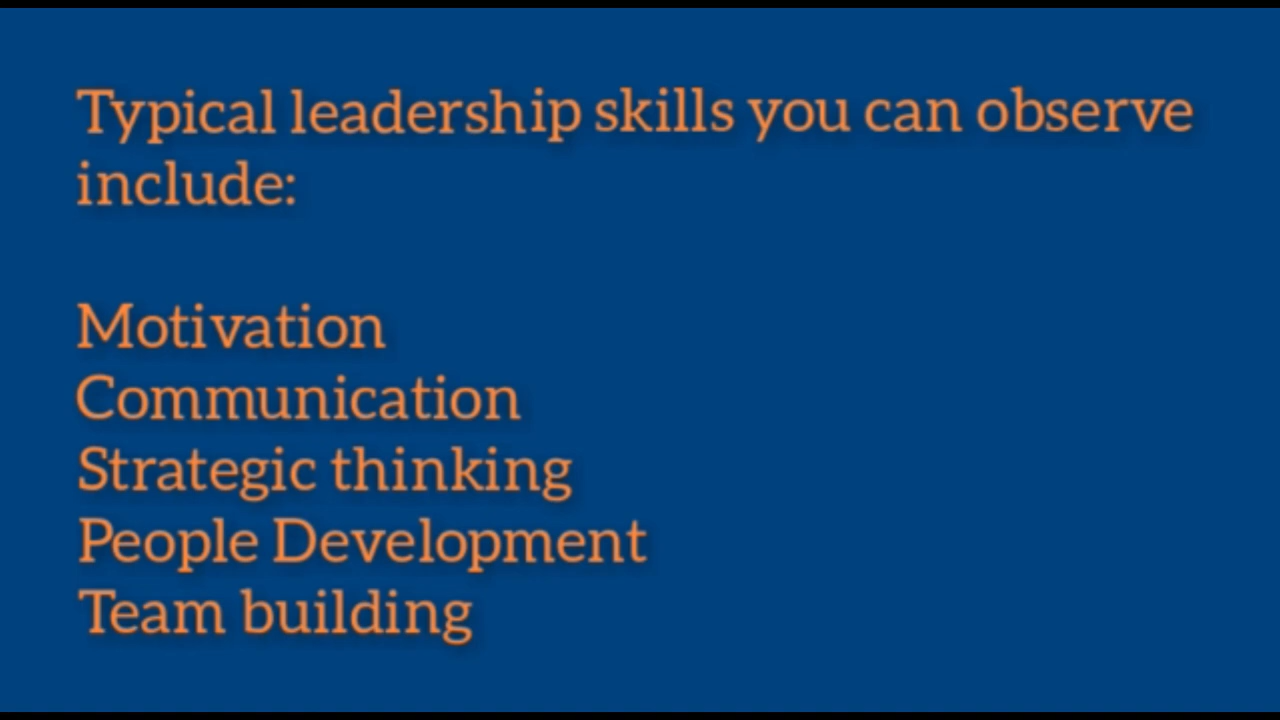 Typical leadership skills you can observe
include:
Motivation
Communication
Strategic thinking
People Development
Team building